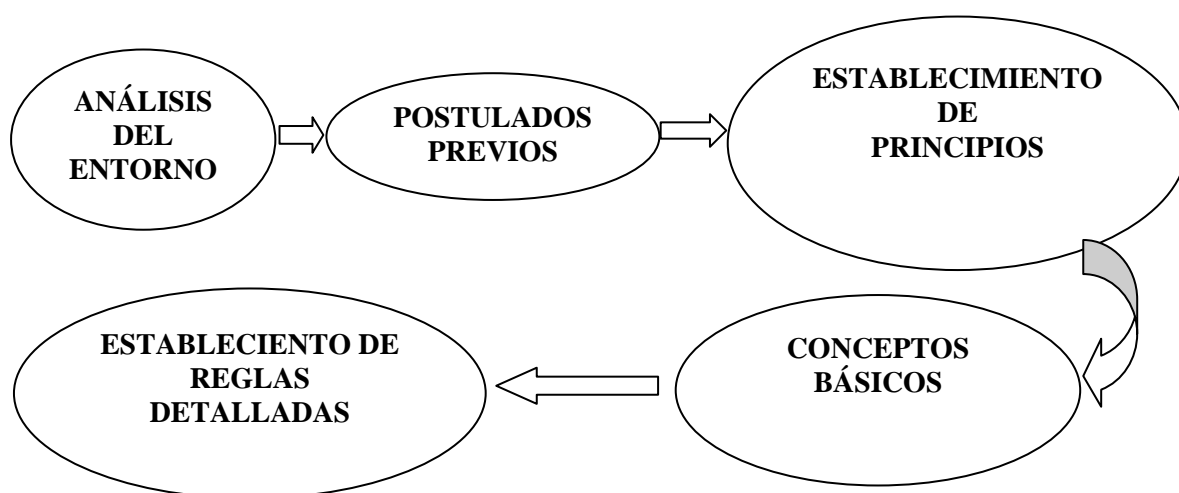 ANÁLISIS
DEL
ENTORNO
POSTULADOS
PREVIOS
ESTABLECIMIENTO
DE
PRINCIPIOS
CONCEPTOS
BÁSICOS
ESTABLECIENTO DE
REGLAS
DETALLADAS